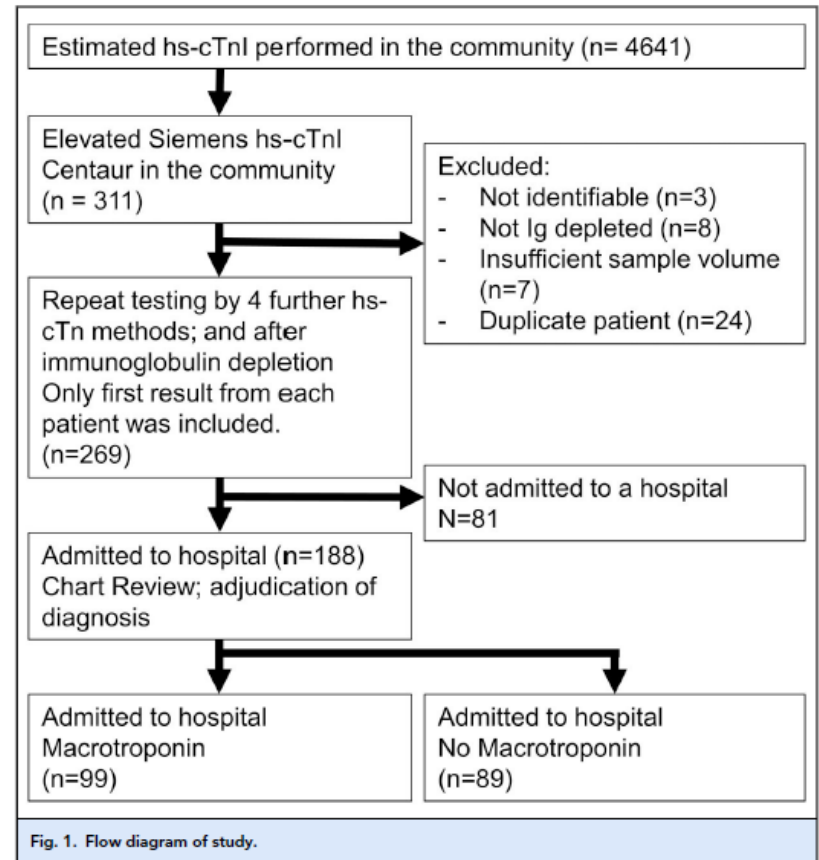 Estimated hs-cTnI performed in the community (n= 4641)
Elevated Siemens hs-cTnI
Centaur in the community
(n = 311)
Excluded:
- Not identifiable (n=3)
- Not Ig depleted (n=8)
- Insufficient sample volume
(n=7)
- Duplicate patient (n=24)
Repeat testing by 4 further hs-
cTn methods; and after
immunoglobulin depletion
Only first result from each
patient was included.
(n=269)
Not admitted to a hospital
N=81
Admitted to hospital (n=188)
Chart Review; adjudication of
diagnosis
Admitted to hospital
Macrotroponin
(n=99)
Admitted to hospital
No Macrotroponin
(n=89)
Fig. 1. Flow diagram of study.